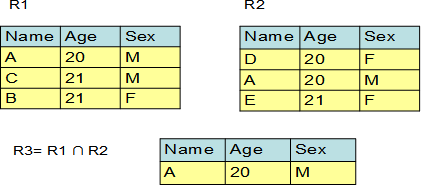 R1
R2
Name Age Sex
A 20 M
C 21 M
B 21 F
Name Age Sex
D 20 F
A 20 M
E 21 F
R3= R1 ∩ R2
Name Age Sex
A 20 M